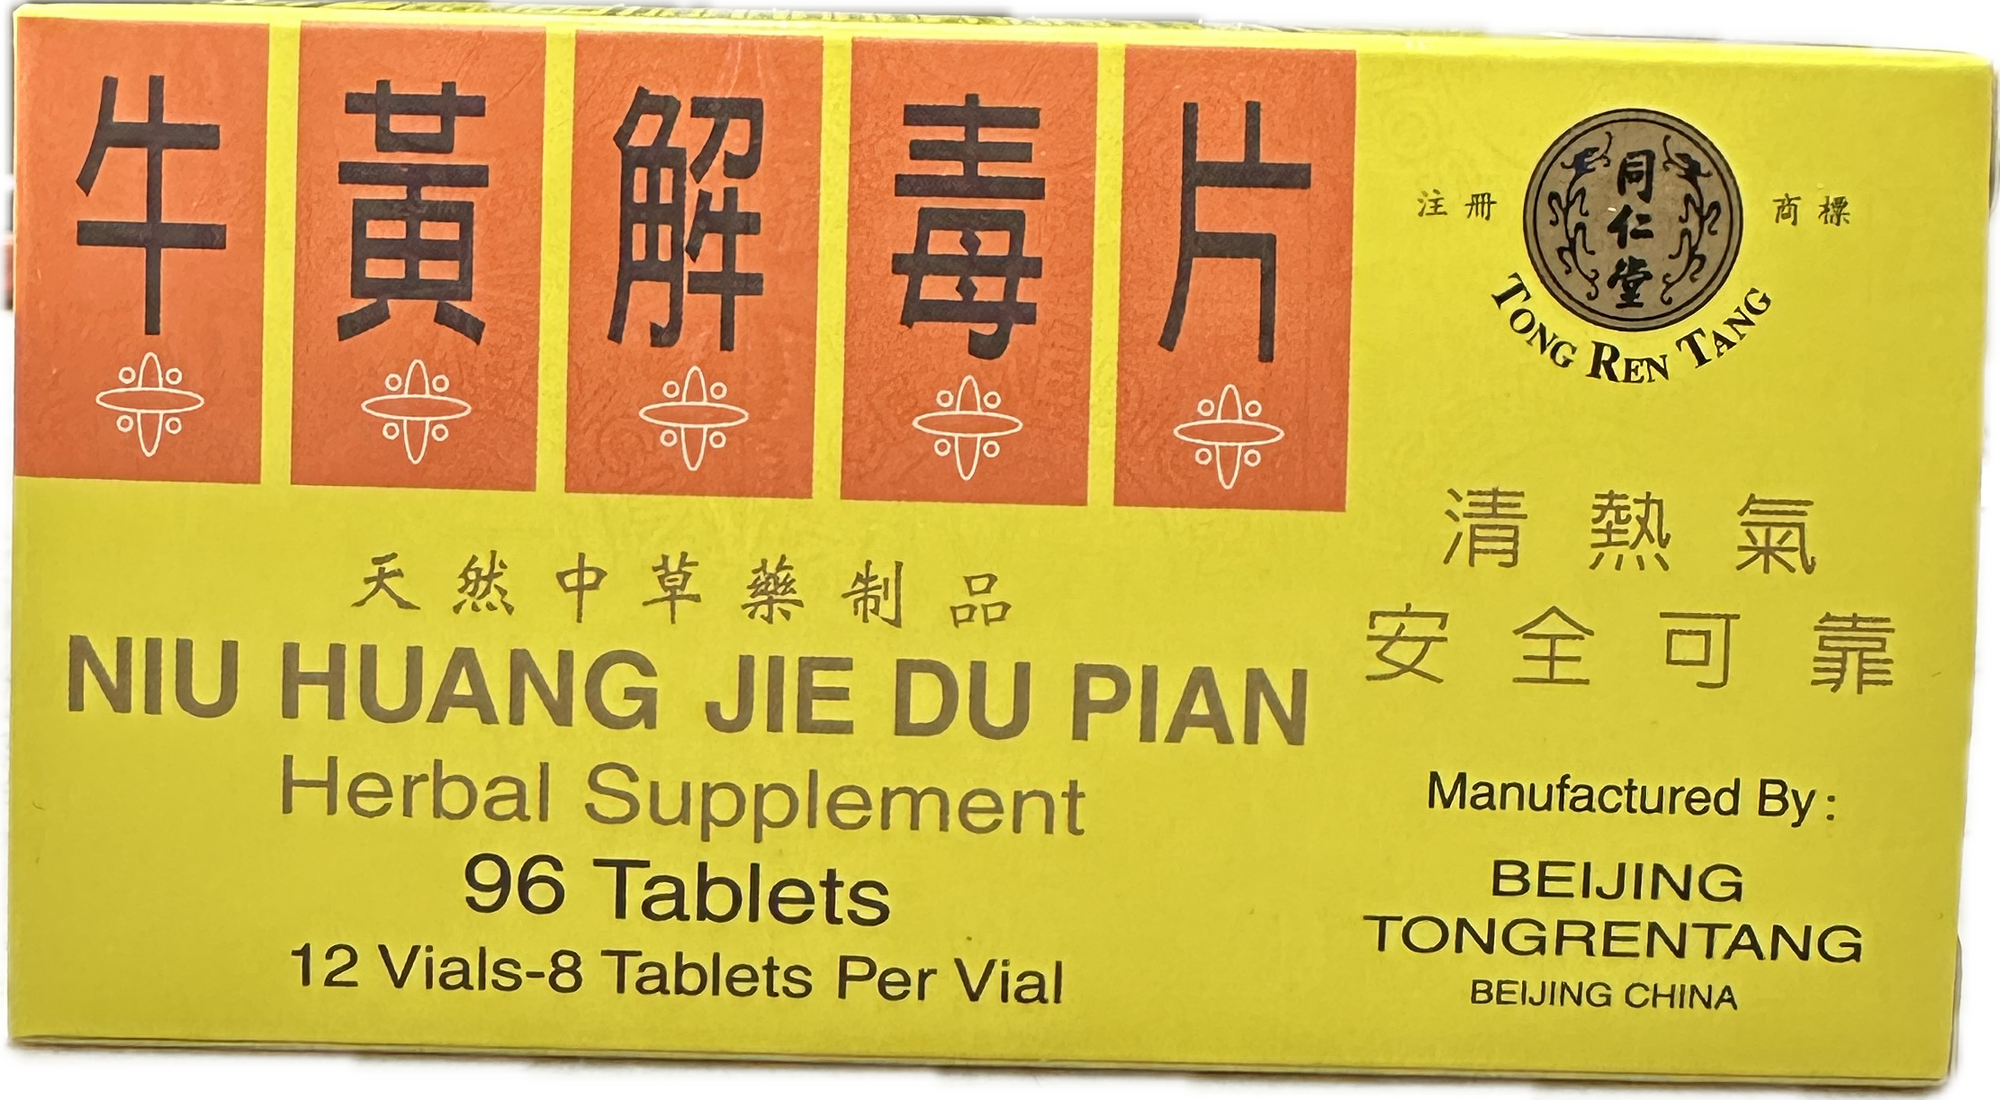 牛黃解毒片
天然中草藥制品
NIU HUANG JIE DU PIAN
Herbal Supplement
96 Tablets
12 Vials-8 Tablets Per Vial
註冊 同仁堂 商標
TONG REN TANG
清熱氣
安全可靠
Manufactured By:
BEIJING
TONGRENTANG
BEIJING CHINA